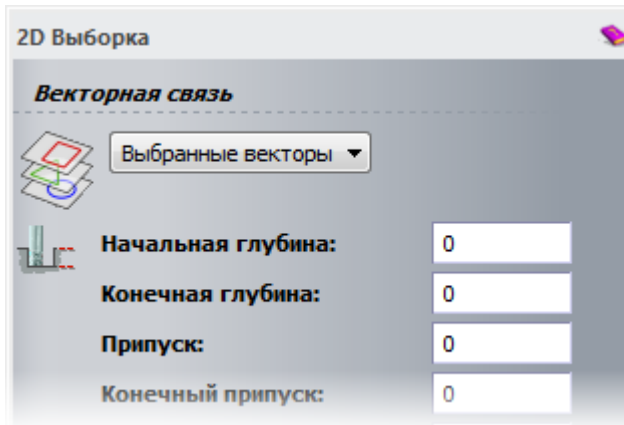 2D Выборка
Векторная связь
Выбранные векторы
Начальная глубина: 0
Конечная глубина: 0
Припуск: 0
Конечный припуск: 0